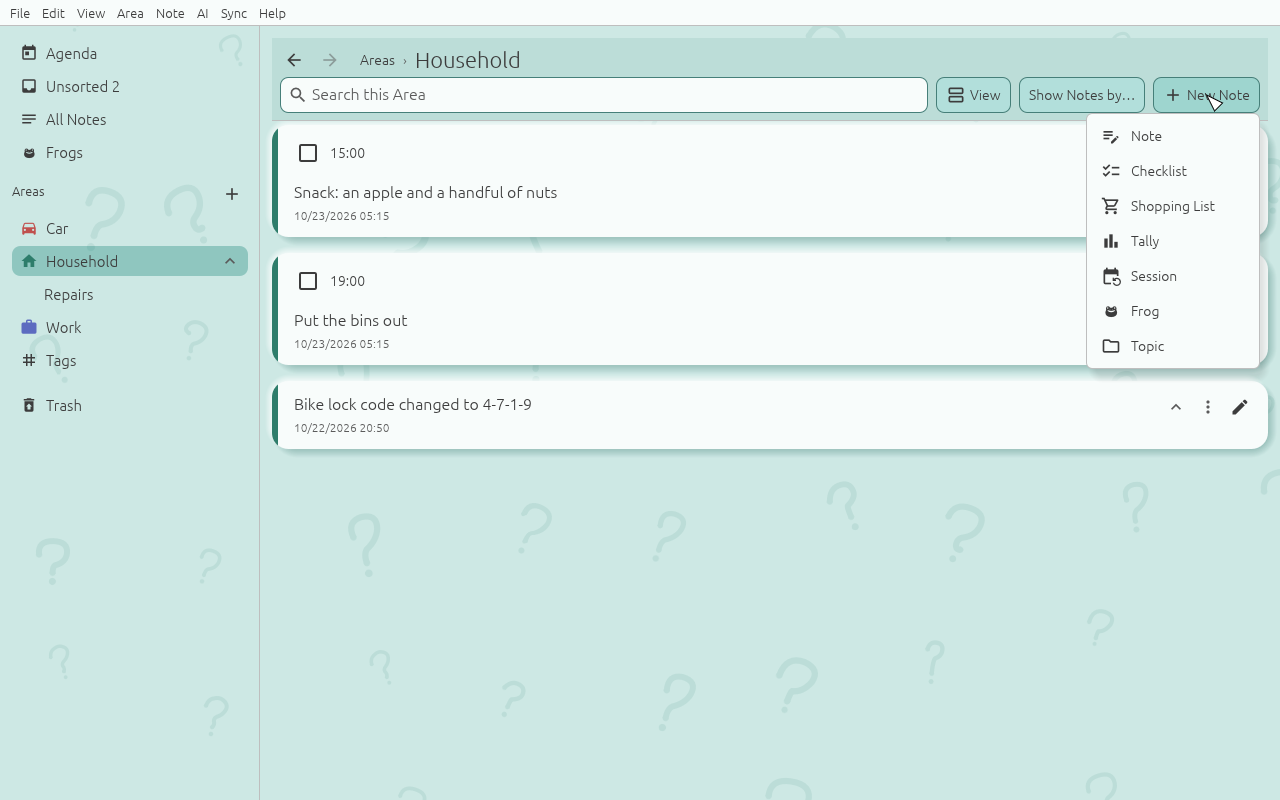 File Edit View Area Note AI Sync Help
Agenda
Unsorted 2
All Notes
Frogs
Areas
Car
Household
Repairs
Work
Tags
Trash
Areas › Household
Search this Area
View
Show Notes by...
New Note
Note
Checklist
Shopping List
Tally
Session
Frog
Topic
15:00
Snack: an apple and a handful of nuts
10/23/2026 05:15
19:00
Put the bins out
10/23/2026 05:15
Bike lock code changed to 4-7-1-9
10/22/2026 20:50